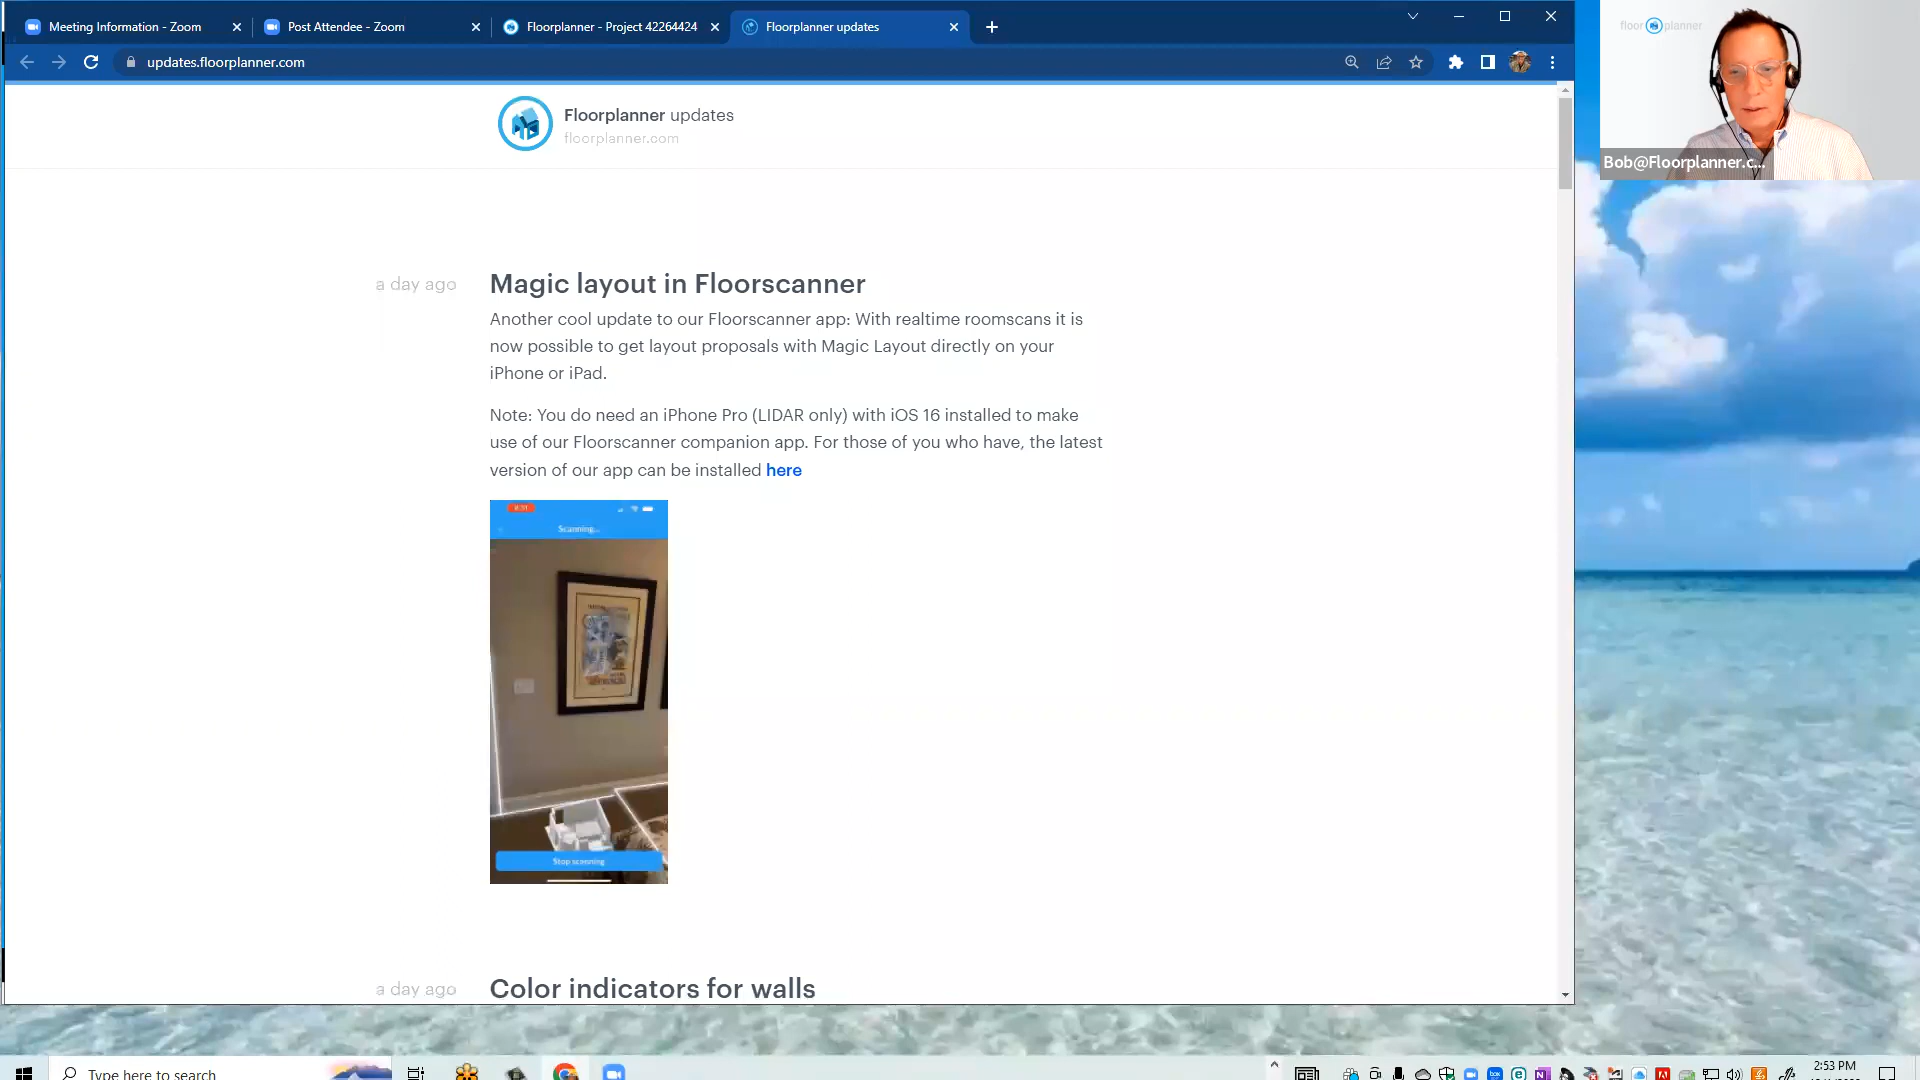 Meeting Information - Zoom
Post Attendee - Zoom
Floorplanner - Project 42264424
Floorplanner updates
updates.floorplanner.com
floor planner
Bob@Floorplanner.c...
Floorplanner updates
floorplanner.com
a day ago
Magic layout in Floorscanner
Another cool update to our Floorscanner app: With realtime roomscans it is
now possible to get layout proposals with Magic Layout directly on your
iPhone or iPad.
Note: You do need an iPhone Pro (LIDAR only) with iOS 16 installed to make
use of our Floorscanner companion app. For those of you who have, the latest
version of our app can be installed here
Scanning...
Stop scanning
a day ago
Color indicators for walls
Type here to search
2:53 PM